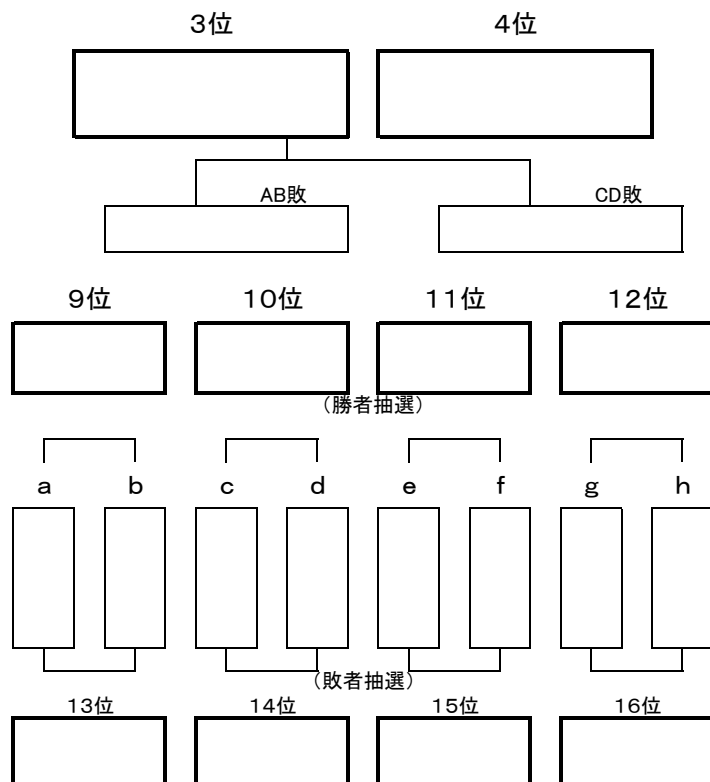 3位 4位
AB敗 CD敗
9位 10位 11位 12位
（勝者抽選）
a b c d e f g h
（敗者抽選）
13位 14位 15位 16位